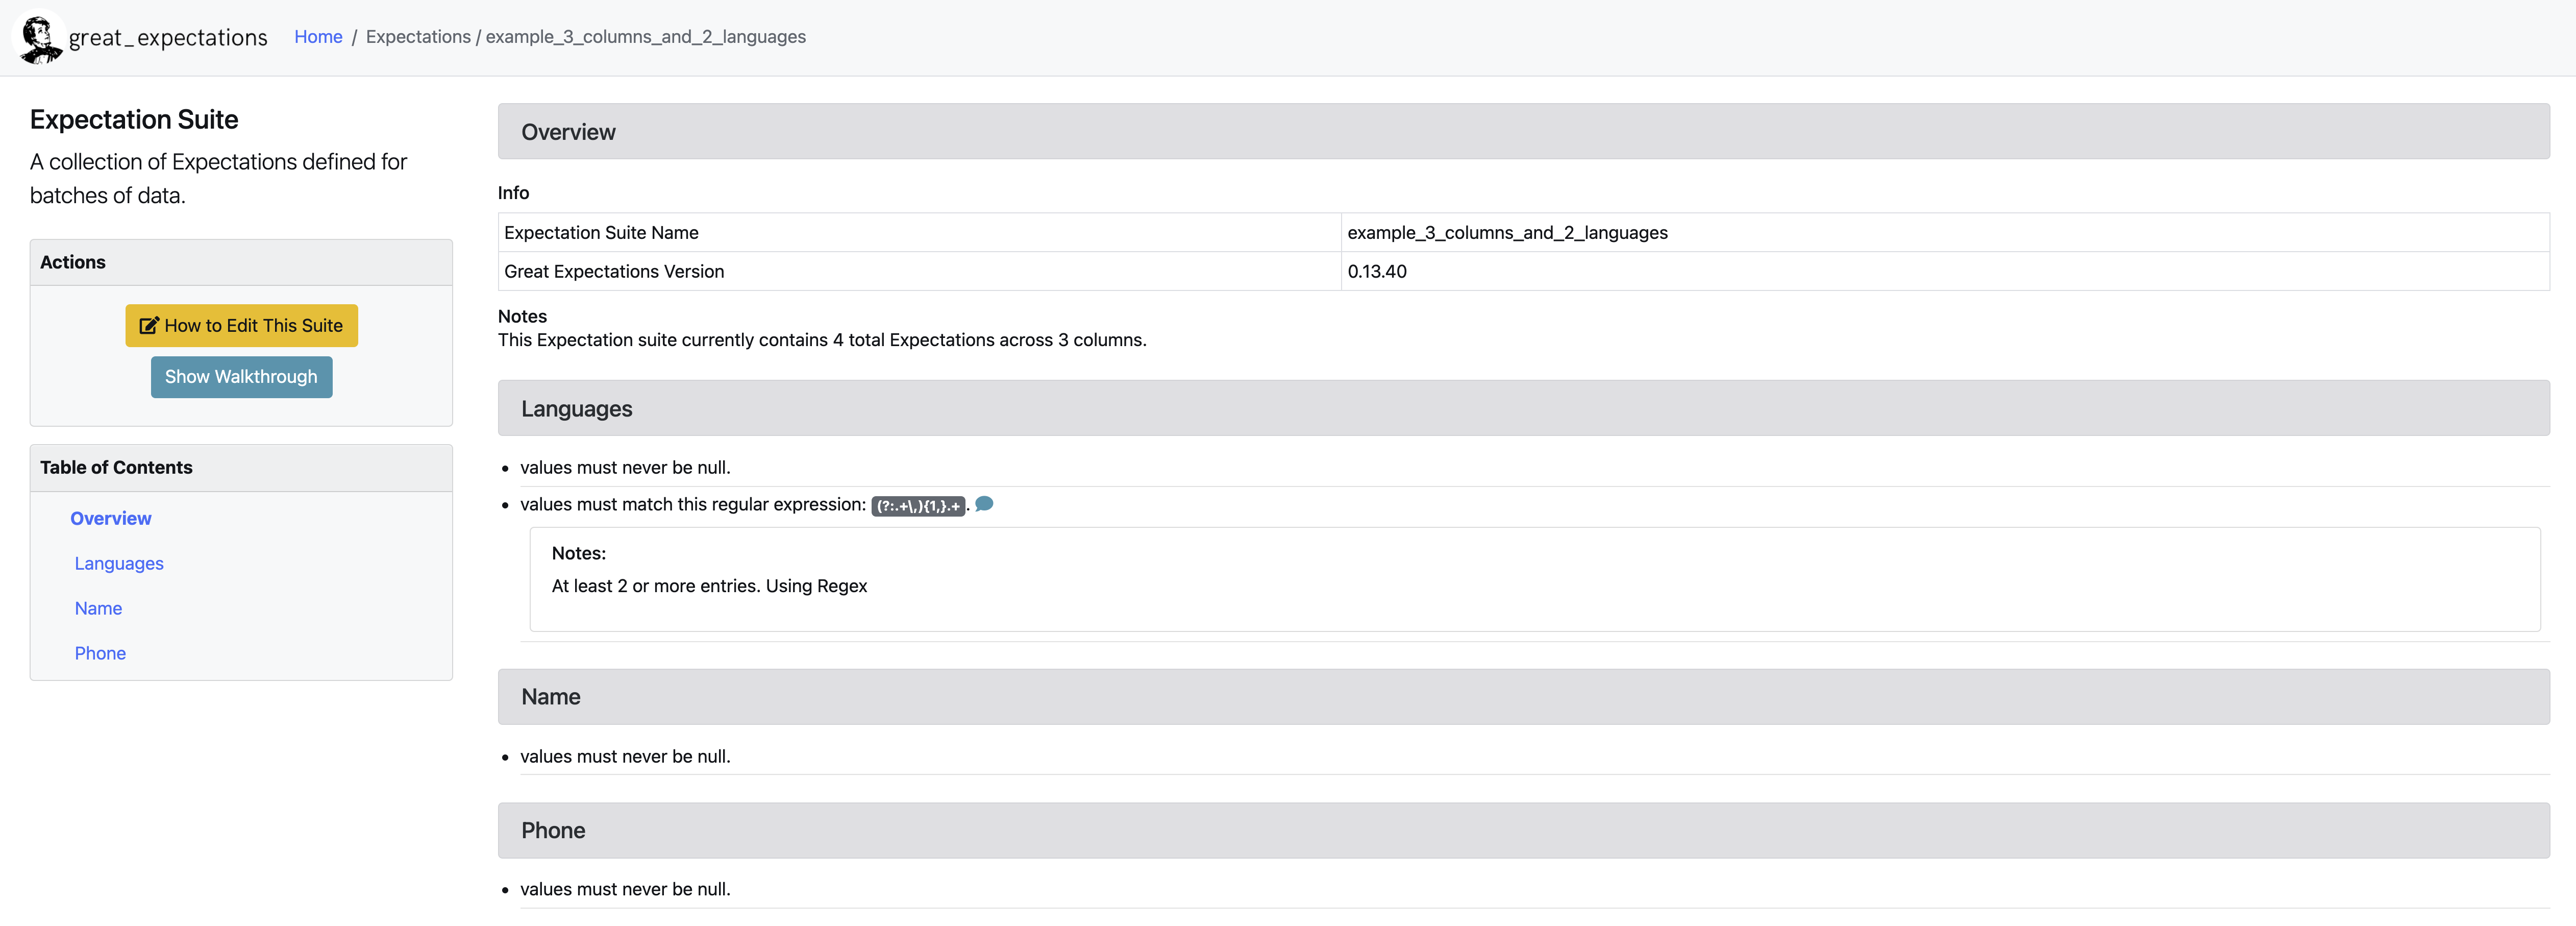 great_expectations Home / Expectations / example_3_columns_and_2_languages
Expectation Suite
A collection of Expectations defined for
batches of data.
Actions
How to Edit This Suite
Show Walkthrough
Table of Contents
Overview
Languages
Name
Phone
Overview
Info
Expectation Suite Name example_3_columns_and_2_languages
Great Expectations Version 0.13.40
Notes
This Expectation suite currently contains 4 total Expectations across 3 columns.
Languages
• values must never be null.
• values must match this regular expression: (?:.+\,){1,}.+ .
Notes:
At least 2 or more entries. Using Regex
Name
• values must never be null.
Phone
• values must never be null.